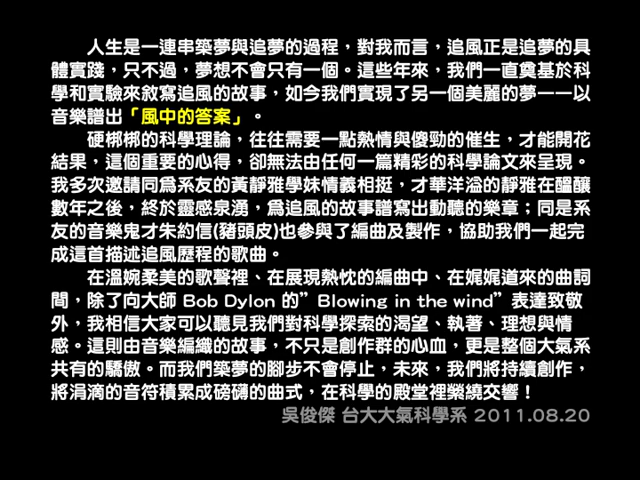 人生是一連串築夢與追夢的過程，對我而言，追風正是追夢的具
體實踐，只不過，夢想不會只有一個。這些年來，我們一直奠基於科
學和實驗來敘寫追風的故事，如今我們實現了另一個美麗的夢——以
音樂譜出「風中的答案」。
硬梆梆的科學理論，往往需要一點熱情與傻勁的催生，才能開花
結果，這個重要的心得，卻無法由任何一篇精彩的科學論文來呈現。
我多次邀請同為系友的黃靜雅學妹情義相挺，才華洋溢的靜雅在醞釀
數年之後，終於靈感泉湧，為追風的故事譜寫出動聽的樂章；同是系
友的音樂鬼才朱約信(豬頭皮)也參與了編曲及製作，協助我們一起完
成這首描述追風歷程的歌曲。
在溫婉柔美的歌聲裡、在展現熱忱的編曲中、在娓娓道來的曲詞
間，除了向大師 Bob Dylon 的”Blowing in the wind”表達致敬
外，我相信大家可以聽見我們對科學探索的渴望、執著、理想與情
感。這則由音樂編織的故事，不只是創作群的心血，更是整個大氣系
共有的驕傲。而我們築夢的腳步不會停止，未來，我們將持續創作，
將涓滴的音符積累成磅礴的曲式，在科學的殿堂裡縈繞交響！
吳俊傑 台大大氣科學系 2011.08.20